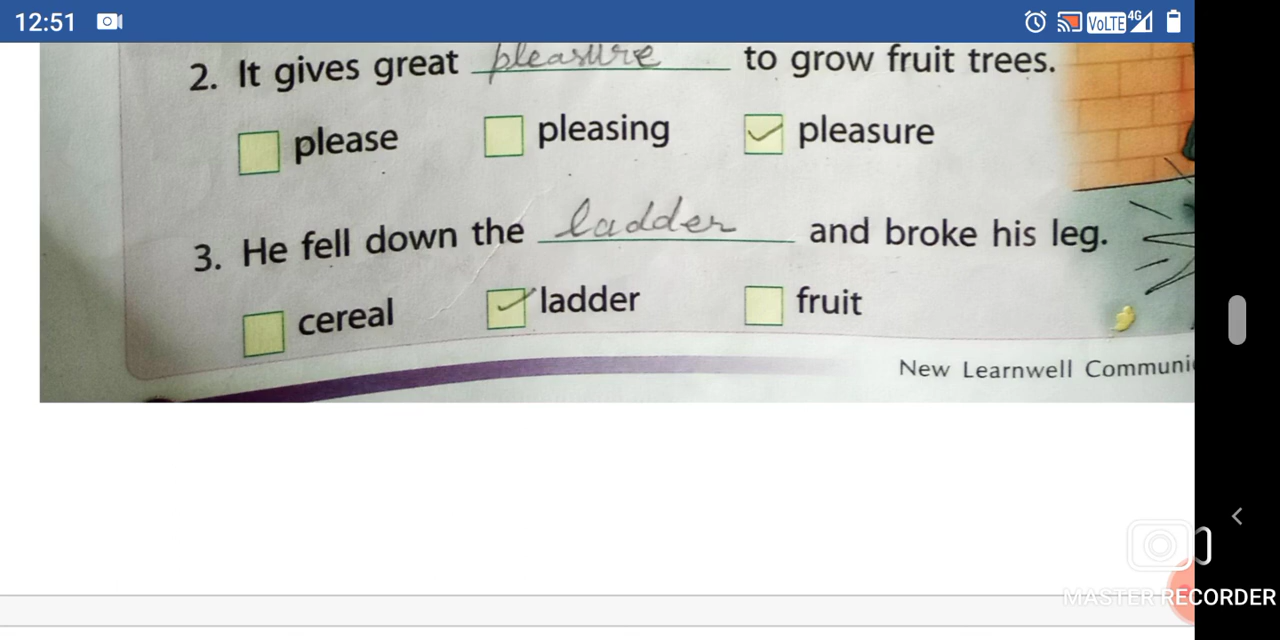 12:51 VoLTE 4G
2. It gives great pleasure to grow fruit trees.
please pleasing pleasure
3. He fell down the ladder and broke his leg.
cereal ladder fruit
New Learnwell Communi
MASTER RECORDER